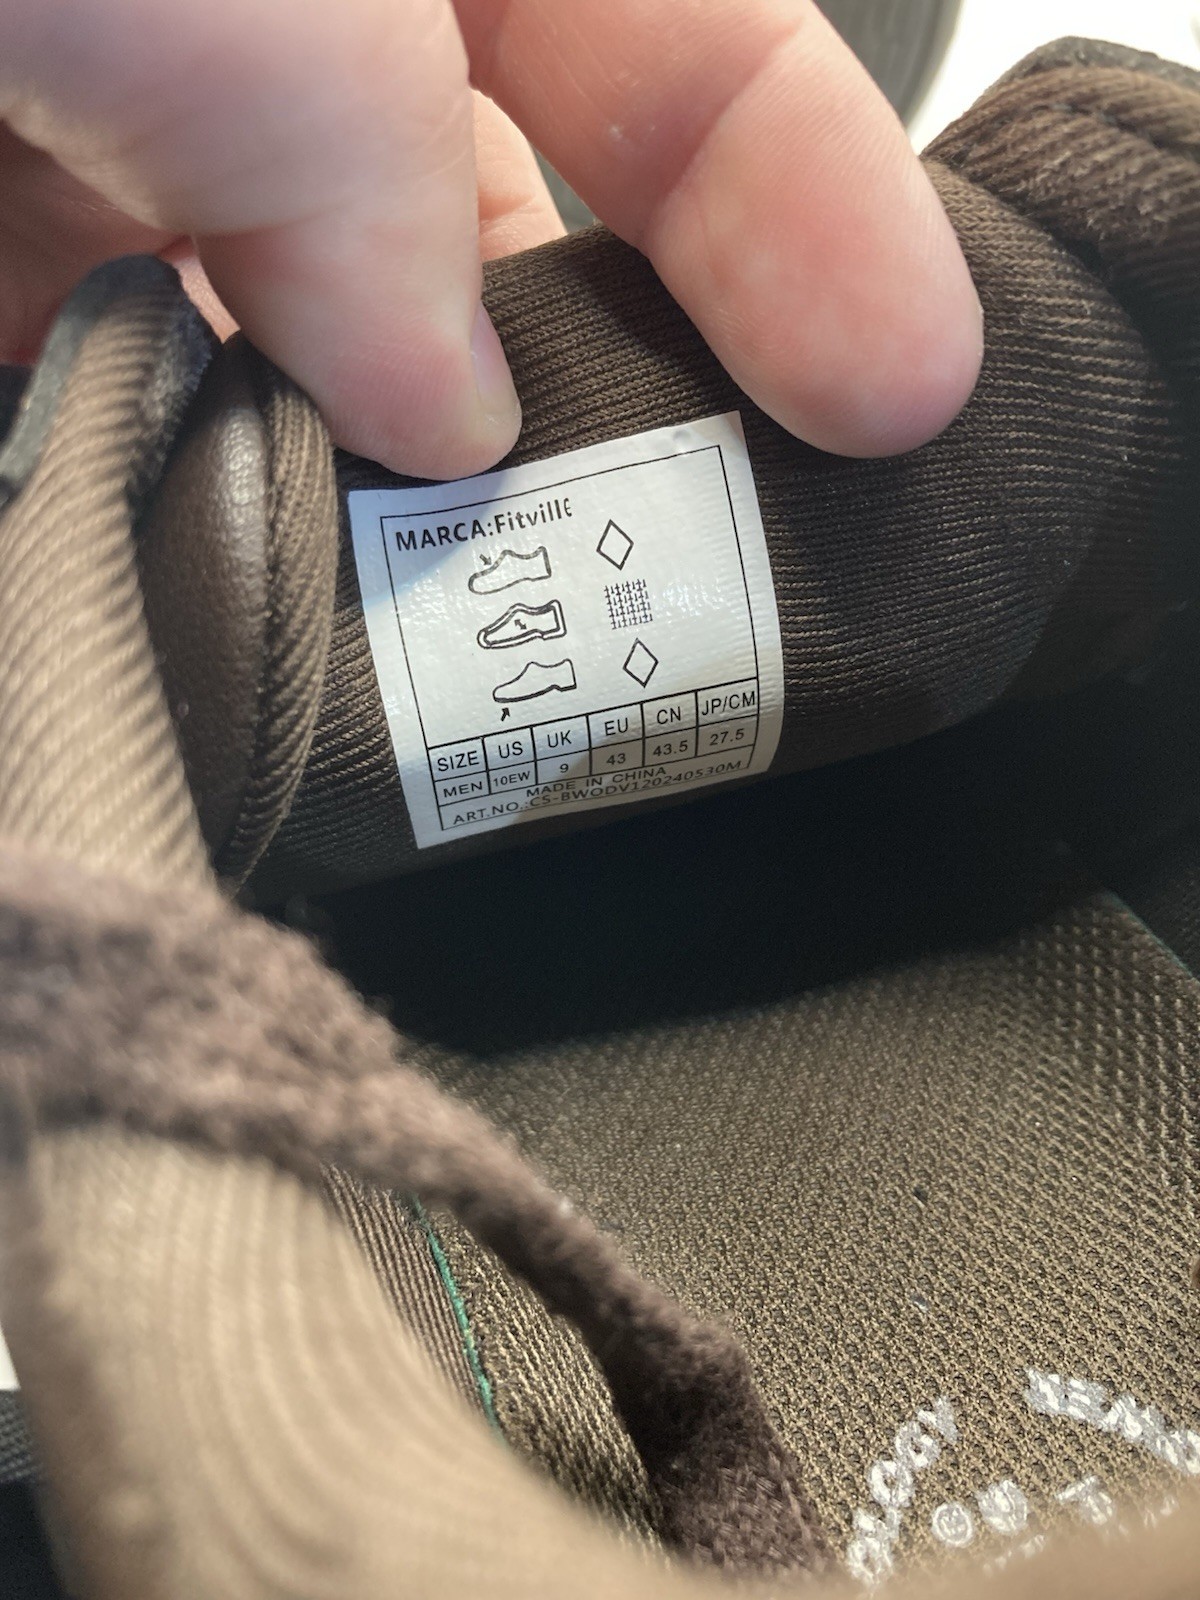 MARCA:Fitville
SIZE US UK EU CN JP/CM
MEN 10EW 9 43 43.5 27.5
MADE IN CHINA
ART.NO.:CS-BWODV120240530M